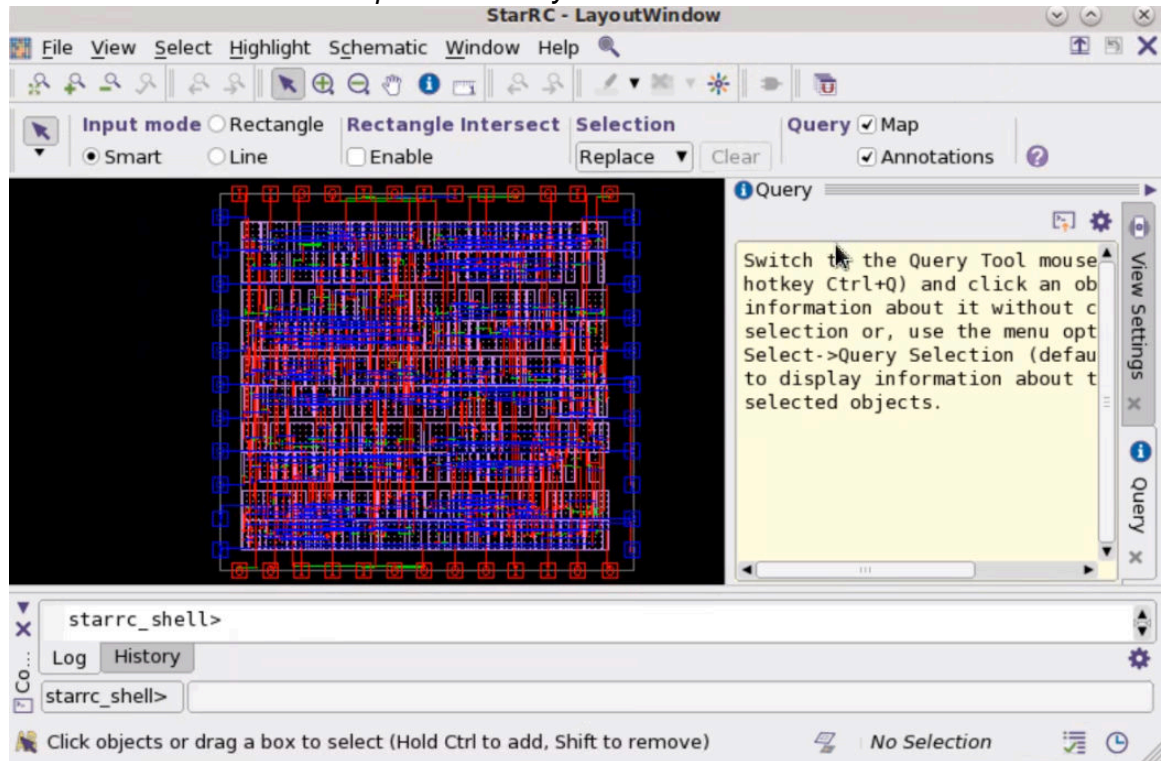 StarRC - LayoutWindow
File View Select Highlight Schematic Window Help
Input mode Rectangle Rectangle Intersect Selection Query Map
Smart Line Enable Replace Clear Annotations
Query
Switch to the Query Tool mouse
hotkey Ctrl+Q) and click an ob
information about it without c
selection or, use the menu opt
Select->Query Selection (defau
to display information about t
selected objects.
View Settings
Query
starrc_shell>
Log History
Co...
starrc_shell>
Click objects or drag a box to select (Hold Ctrl to add, Shift to remove) No Selection